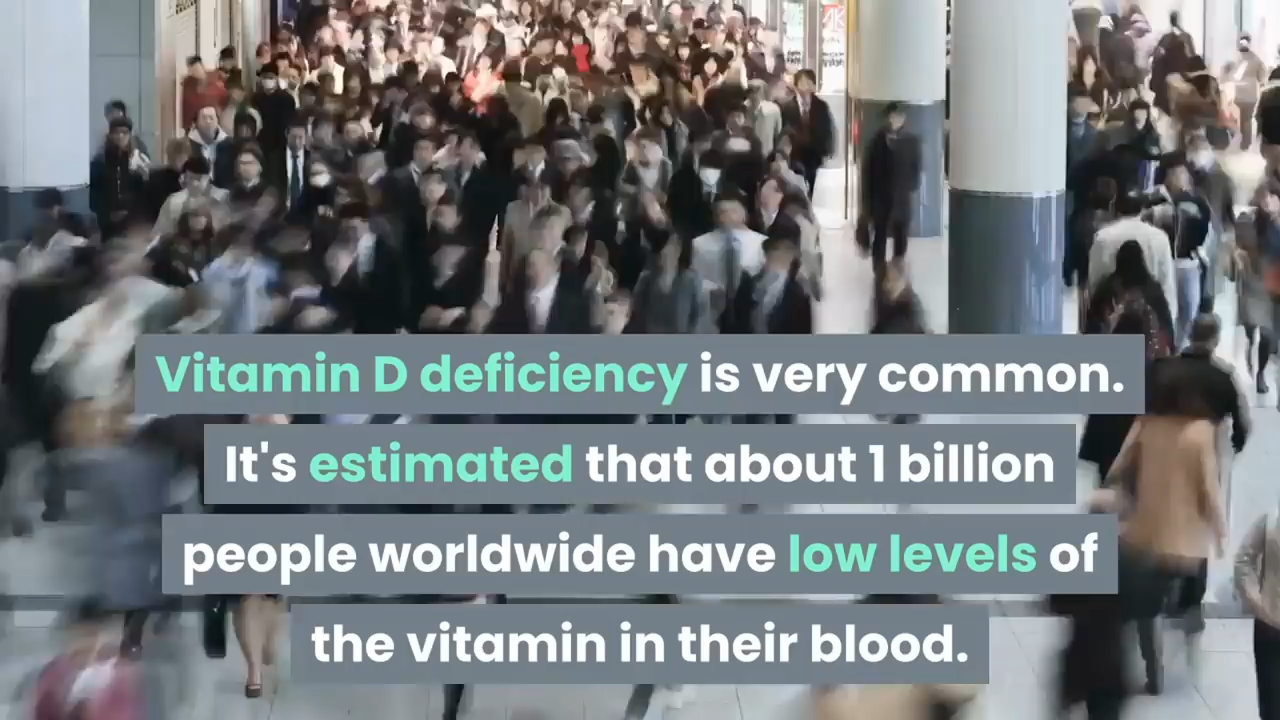 Vitamin D deficiency is very common.
It's estimated that about 1 billion
people worldwide have low levels of
the vitamin in their blood.